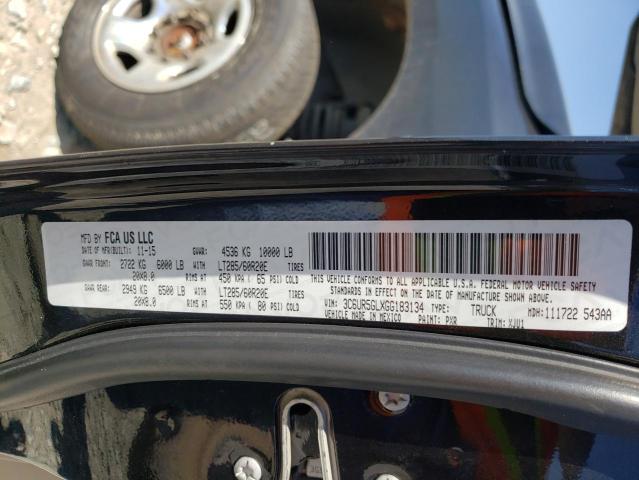 MFD BY FCA US LLC
DATE OF MFR(BUILT): 11-15 GVWR: 4536 KG 10000 LB
GAWR FRONT: 2722 KG 6000 LB WITH LT285/60R20E TIRES
20X8.0 RIMS AT 450 KPA ( 65 PSI) COLD
GAWR REAR: 2949 KG 6500 LB WITH LT285/60R20E TIRES
20X8.0 RIMS AT 550 KPA ( 80 PSI) COLD
THIS VEHICLE CONFORMS TO ALL APPLICABLE U.S.A. FEDERAL MOTOR VEHICLE SAFETY
STANDARDS IN EFFECT ON THE DATE OF MANUFACTURE SHOWN ABOVE.
VIN: 3C6UR5GLXGG183134 TYPE: TRUCK MDH: 111722 543AA
VEHICLE MADE IN MEXICO PAINT: PXR TRIM: XJV1